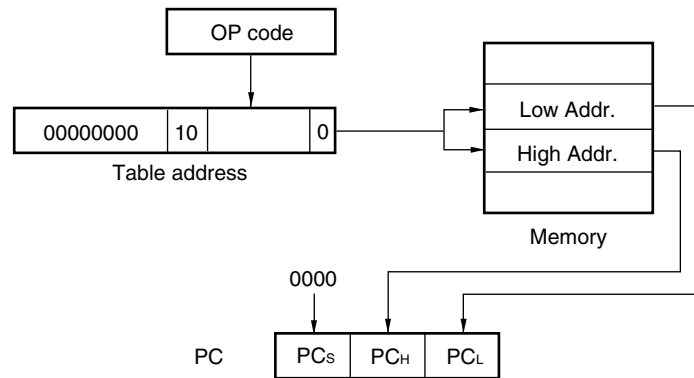 OP code
00000000 10 0
Table address
Low Addr.
High Addr.
Memory
0000
PC PCS PCH PCL